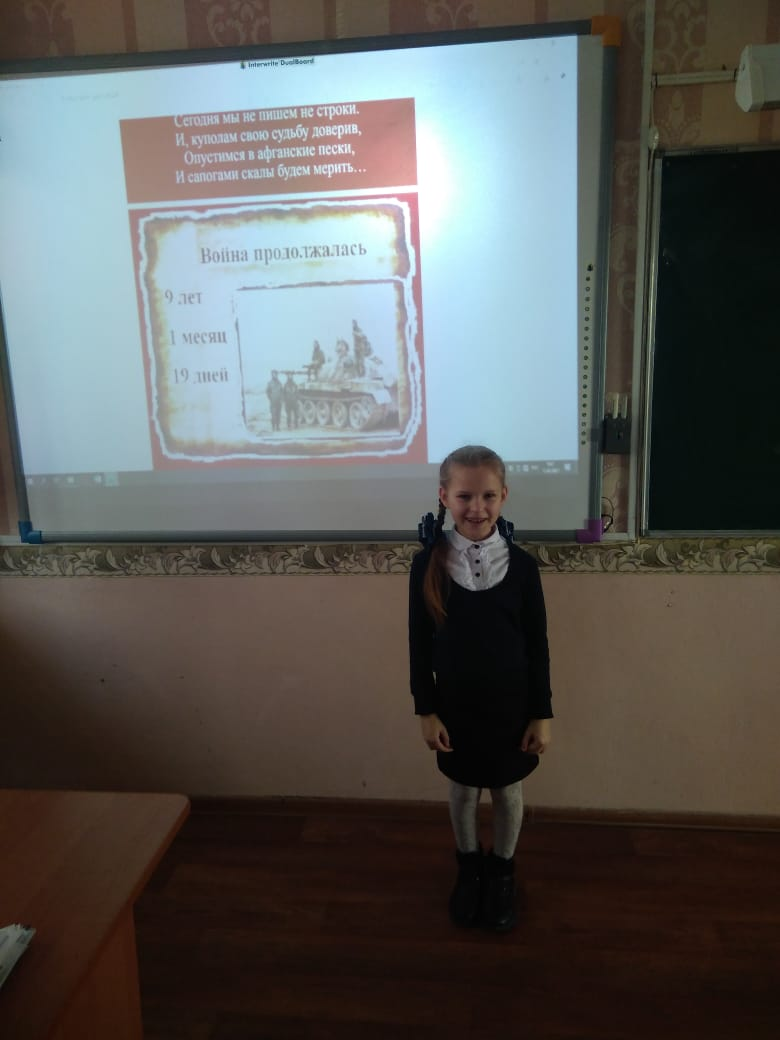 Interwrite DualBoard
Сегодня мы не пишем не строки.
И, куполам свою судьбу доверив,
Опустимся в афганские пески,
И сапогами скалы будем мерить…
Война продолжалась
9 лет
1 месяц
19 дней